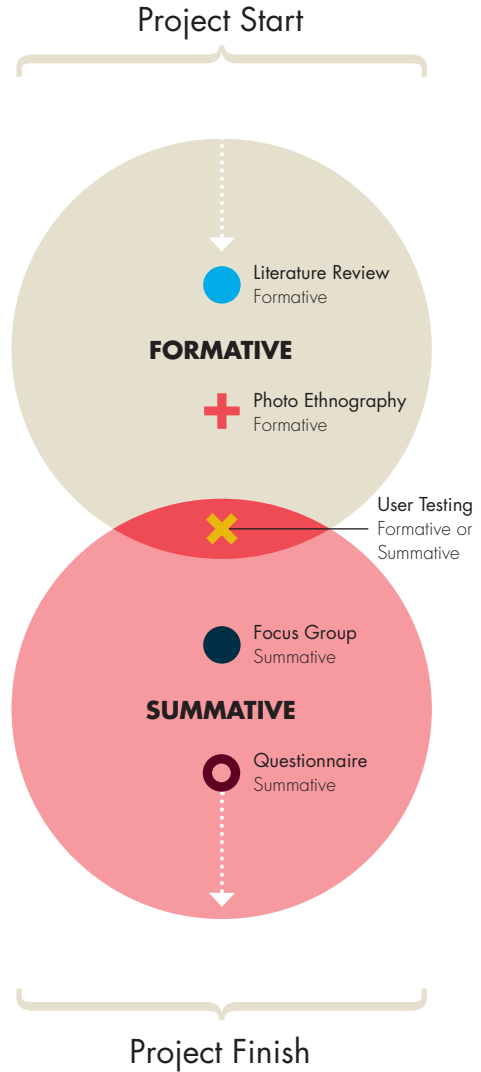 Project Start
Literature Review
Formative
FORMATIVE
Photo Ethnography
Formative
User Testing
Formative or
Summative
Focus Group
Summative
SUMMATIVE
Questionnaire
Summative
Project Finish